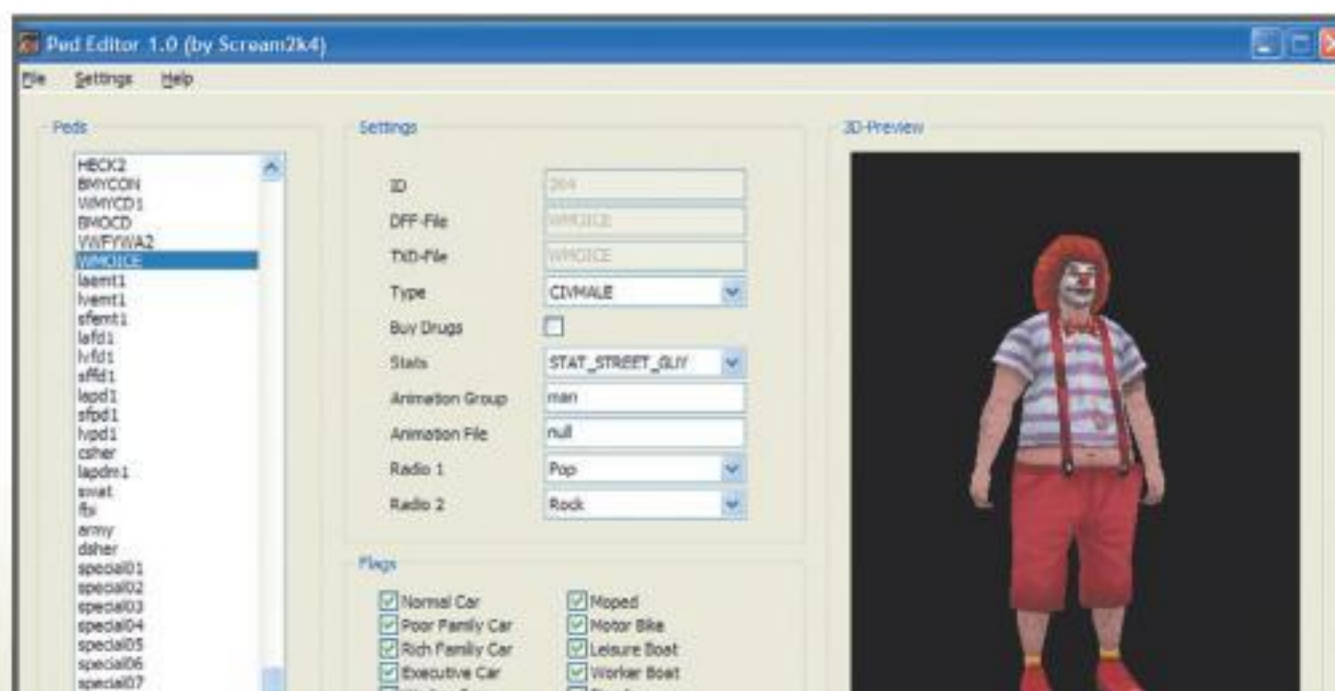 Ped Editor 1.0 (by Scream2k4)
File Settings Help
Peds
HECK2
BMYCON
WMYCD1
BMOCD
VWFYWA2
WMOICE
laemt1
lvemt1
sfemt1
lafd1
lvfd1
sffd1
lapd1
sfpd1
lvpd1
csher
lapdm1
swat
fbi
army
dsher
special01
special02
special03
special04
special05
special06
special07
Settings
ID 264
DFF-File WMOICE
TXD-File WMOICE
Type CIVMALE
Buy Drugs
Stats STAT_STREET_GUY
Animation Group man
Animation File null
Radio 1 Pop
Radio 2 Rock
Flags
Normal Car Moped
Poor Family Car Motor Bike
Rich Family Car Leisure Boat
Executive Car Worker Boat
3D-Preview